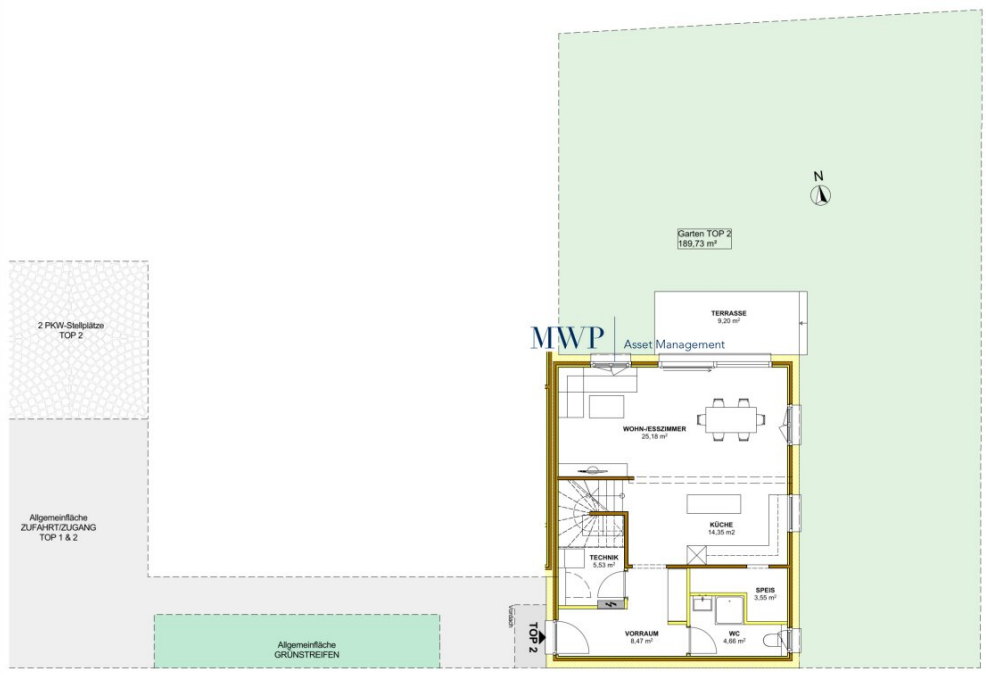 N
Garten TOP 2
189,73 m²
2 PKW-Stellplätze
TOP 2
TERRASSE
9,20 m²
MWP
Asset Management
WOHN-/ESSZIMMER
25,18 m²
Allgemeinfläche
ZUFAHRT/ZUGANG
TOP 1 & 2
KÜCHE
14,35 m2
TECHNIK
5,53 m²
SPEIS
3,55 m²
Vordach
TOP 2
VORRAUM
8,47 m²
WC
4,66 m²
Allgemeinfläche
GRÜNSTREIFEN